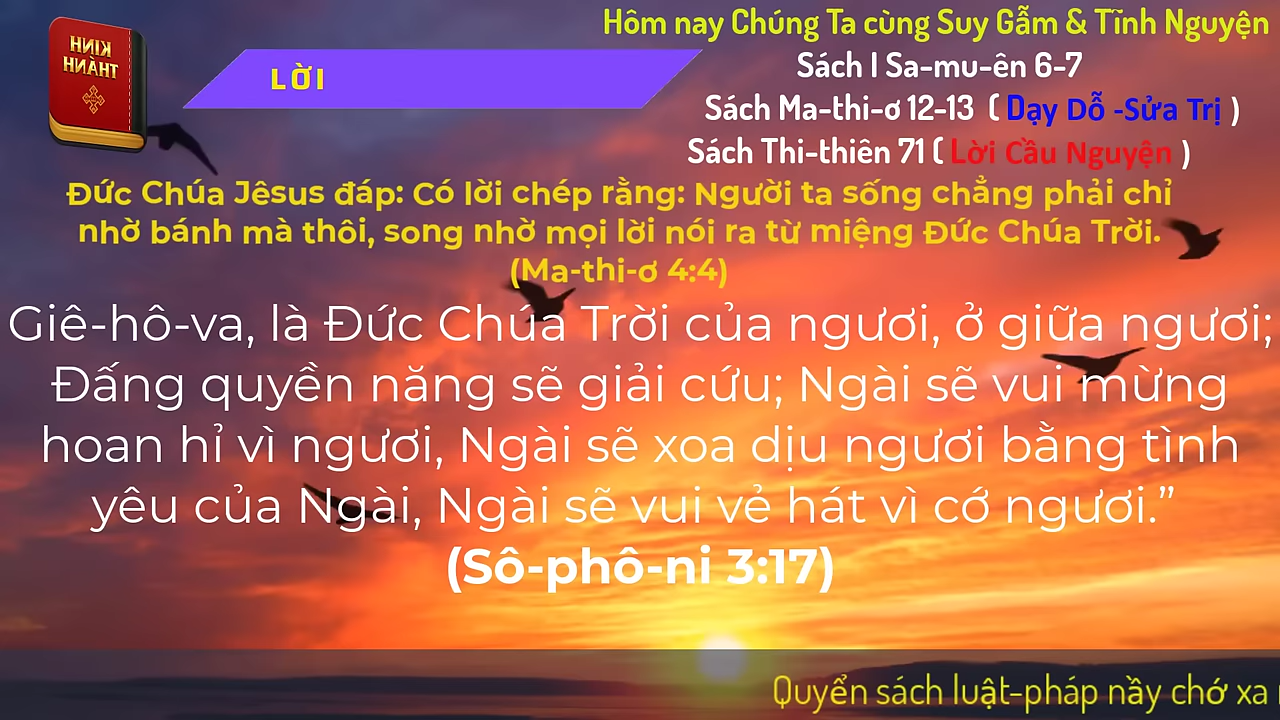 KINH
THÁNH
LỜI
Hôm nay Chúng Ta cùng Suy Gẫm & Tĩnh Nguyện
Sách I Sa-mu-ên 6-7
Sách Ma-thi-ơ 12-13 ( Dạy Dỗ -Sửa Trị )
Sách Thi-thiên 71 ( Lời Cầu Nguyện )
Đức Chúa Jêsus đáp: Có lời chép rằng: Người ta sống chẳng phải chỉ
nhờ bánh mà thôi, song nhờ mọi lời nói ra từ miệng Đức Chúa Trời.
(Ma-thi-ơ 4:4)
Giê-hô-va, là Đức Chúa Trời của ngươi, ở giữa ngươi;
Đấng quyền năng sẽ giải cứu; Ngài sẽ vui mừng
hoan hỉ vì ngươi, Ngài sẽ xoa dịu ngươi bằng tình
yêu của Ngài, Ngài sẽ vui vẻ hát vì cớ ngươi.”
(Sô-phô-ni 3:17)
Quyển sách luật-pháp nầy chớ xa